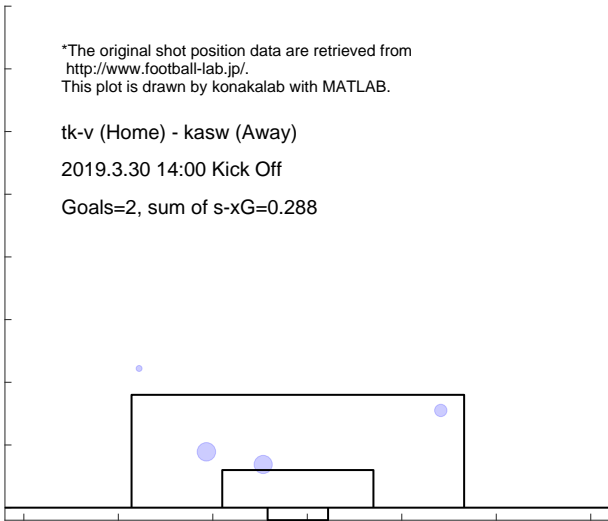 *The original shot position data are retrieved from
http://www.football-lab.jp/.
This plot is drawn by konakalab with MATLAB.
tk-v (Home) - kasw (Away)
2019.3.30 14:00 Kick Off
Goals=2, sum of s-xG=0.288